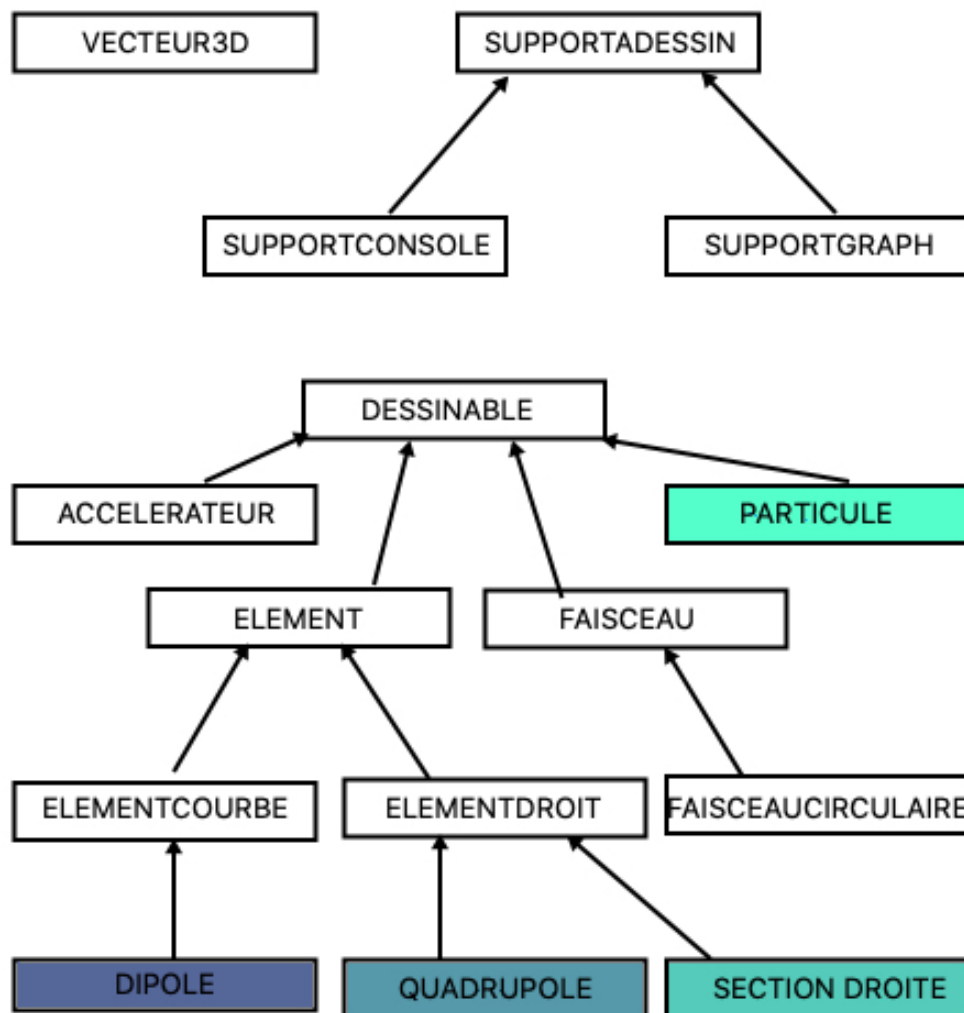 VECTEUR3D
SUPPORTADESSIN
SUPPORTCONSOLE
SUPPORTGRAPH
DESSINABLE
ACCELERATEUR
PARTICULE
ELEMENT
FAISCEAU
ELEMENTCOURBE
ELEMENTDROIT
FAISCEAUCIRCULAIRE
DIPOLE
QUADRUPOLE
SECTION DROITE